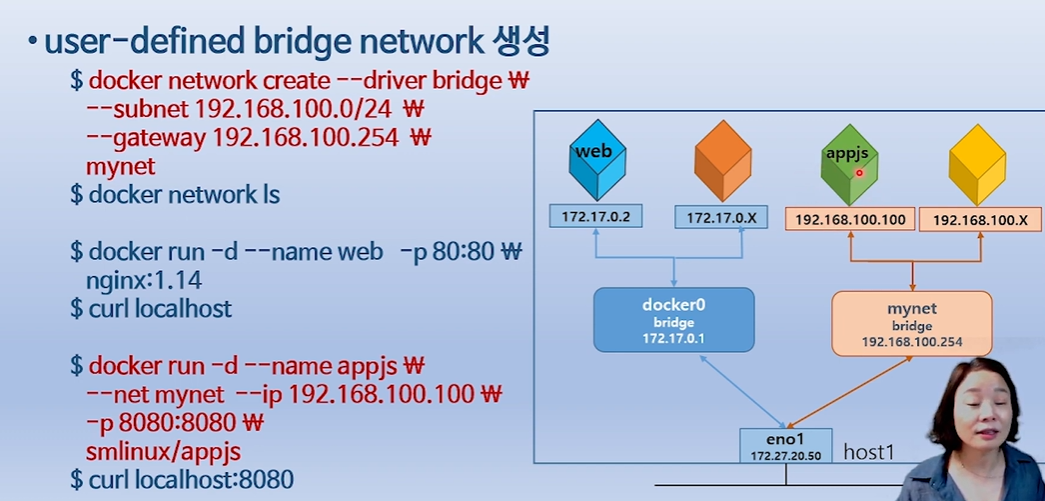 • user-defined bridge network 생성
$ docker network create --driver bridge ₩
--subnet 192.168.100.0/24 ₩
--gateway 192.168.100.254 ₩
mynet
$ docker network ls
$ docker run -d --name web -p 80:80 ₩
nginx:1.14
$ curl localhost
$ docker run -d --name appjs ₩
--net mynet --ip 192.168.100.100 ₩
-p 8080:8080 ₩
smlinux/appjs
$ curl localhost:8080
web
appjs
172.17.0.2
172.17.0.X
192.168.100.100
192.168.100.X
docker0
bridge
172.17.0.1
mynet
bridge
192.168.100.254
eno1
172.27.20.50
host1